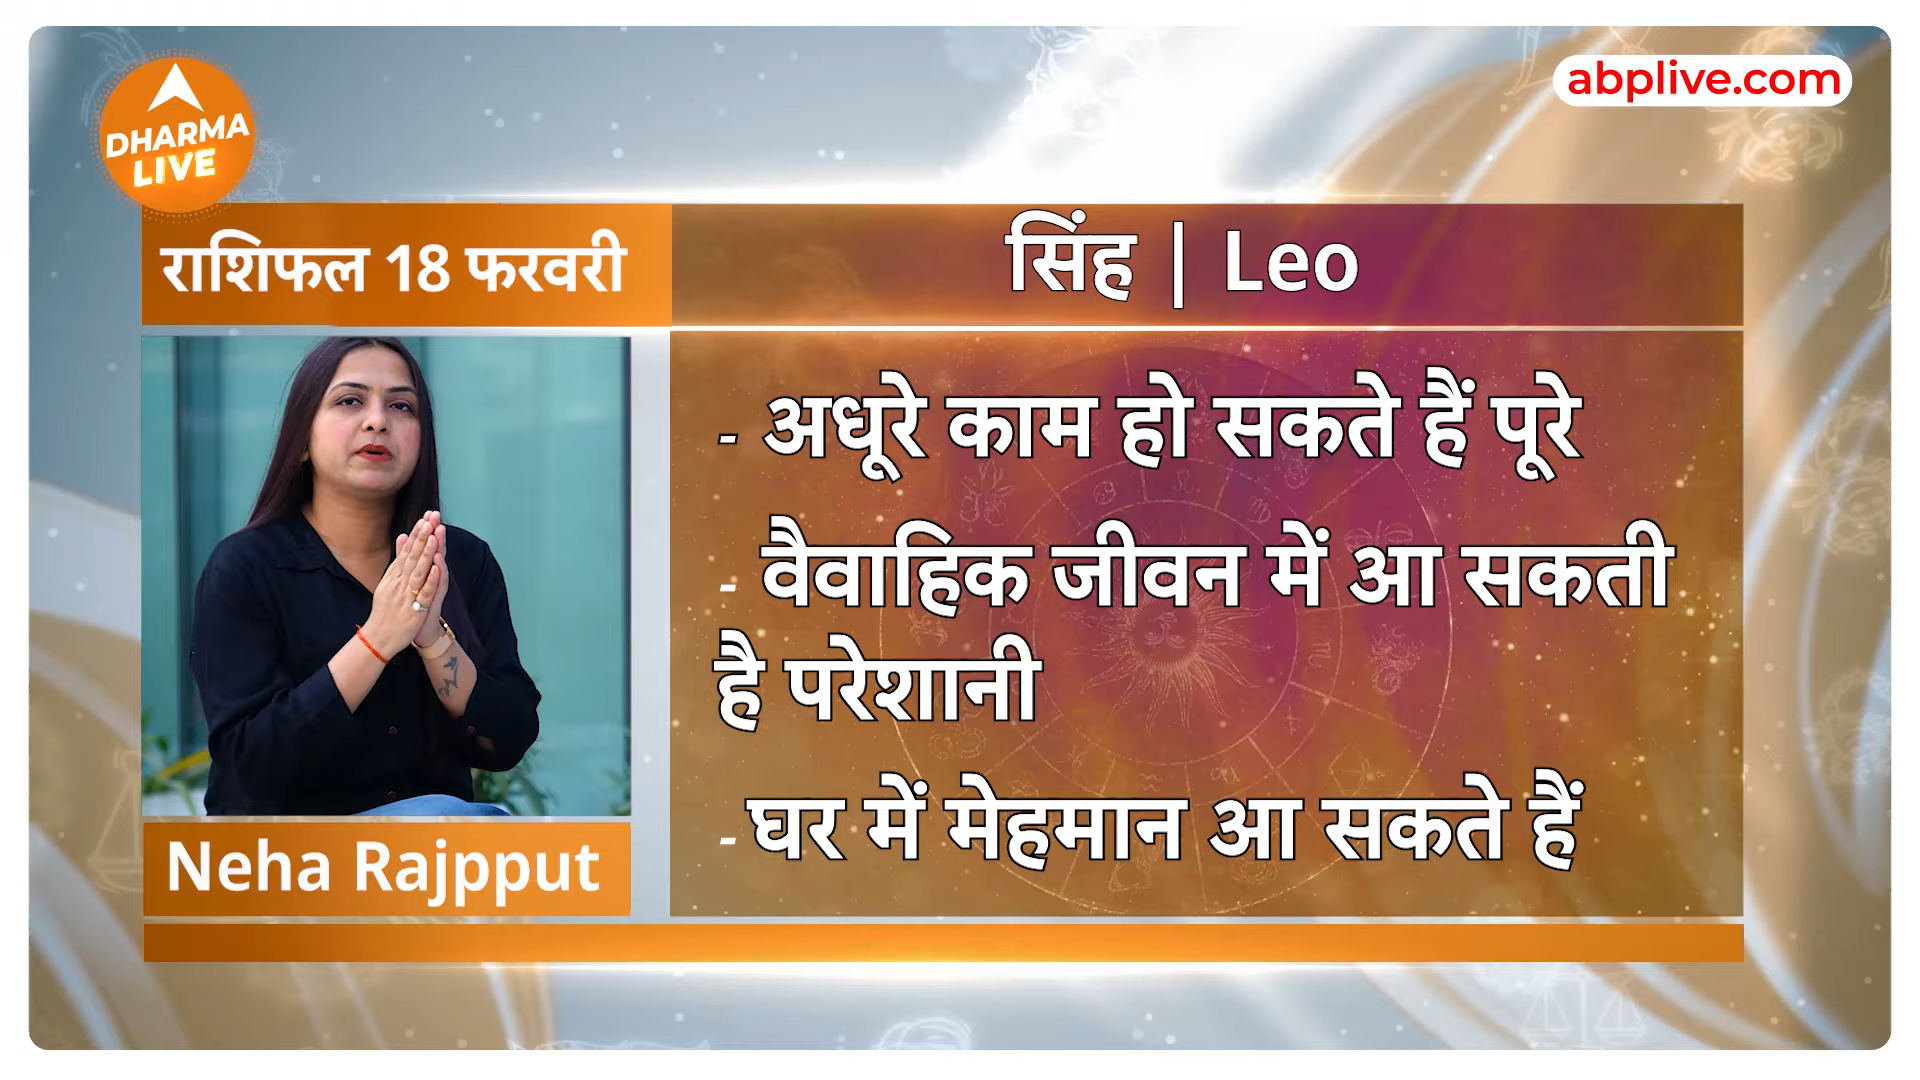 DHARMA
LIVE
abplive.com
राशिफल 18 फरवरी
सिंह | Leo
- अधूरे काम हो सकते हैं पूरे
- वैवाहिक जीवन में आ सकती
है परेशानी
- घर में मेहमान आ सकते हैं
Neha Rajpput